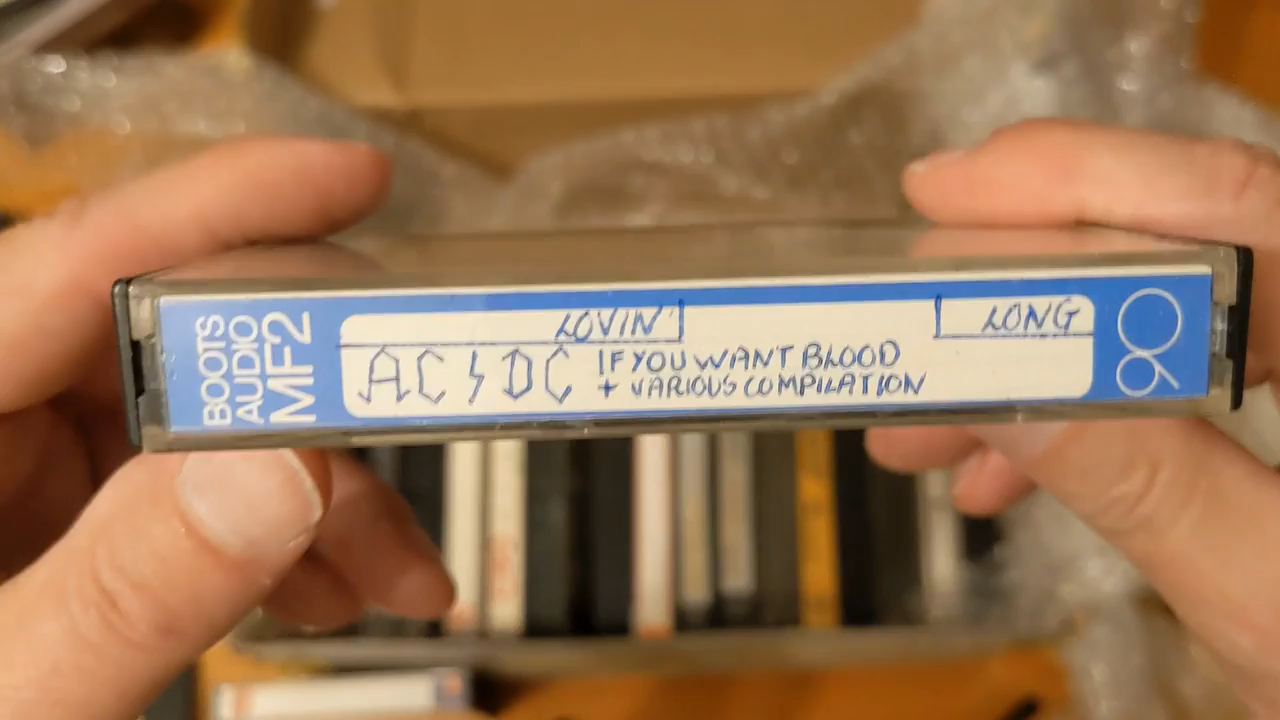 BOOTS
AUDIO
MF2
LOVIN'
LONG
AC/DC IF YOU WANT BLOOD
+ VARIOUS COMPILATION
90